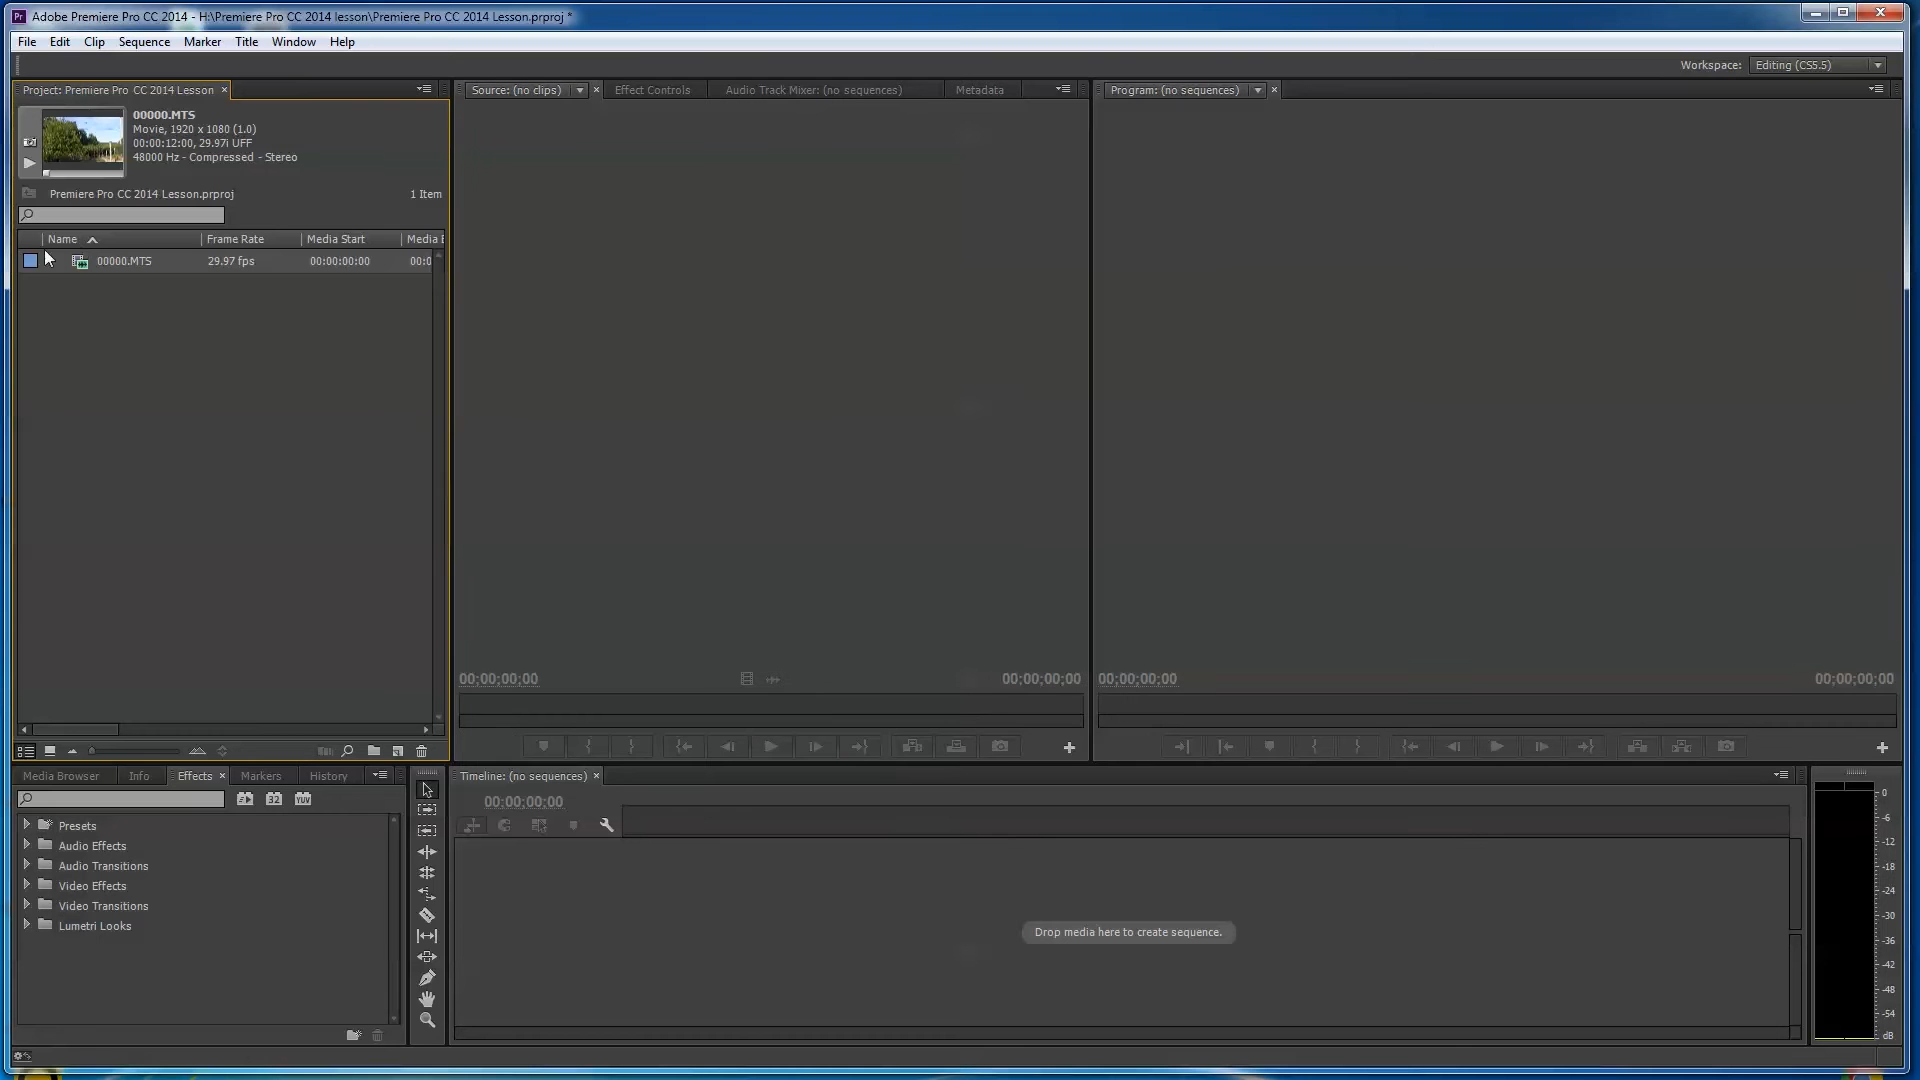 Adobe Premiere Pro CC 2014 - H:\Premiere Pro CC 2014 lesson\Premiere Pro CC 2014 Lesson.prproj *
File Edit Clip Sequence Marker Title Window Help
Workspace: Editing (CS5.5)
Project: Premiere Pro CC 2014 Lesson
00000.MTS
Movie, 1920 x 1080 (1.0)
00:00:12:00, 29.97i UFF
48000 Hz - Compressed - Stereo
Premiere Pro CC 2014 Lesson.prproj 1 Item
Name Frame Rate Media Start Media E
00000.MTS 29.97 fps 00:00:00:00 00:0
Source: (no clips) Effect Controls Audio Track Mixer: (no sequences) Metadata
00;00;00;00 00;00;00;00
Program: (no sequences)
00;00;00;00 00;00;00;00
Media Browser Info Effects Markers History
32 YUV
Presets
Audio Effects
Audio Transitions
Video Effects
Video Transitions
Lumetri Looks
Timeline: (no sequences)
00;00;00;00
Drop media here to create sequence.
0
-6
-12
-18
-24
-30
-36
-42
-48
-54
dB